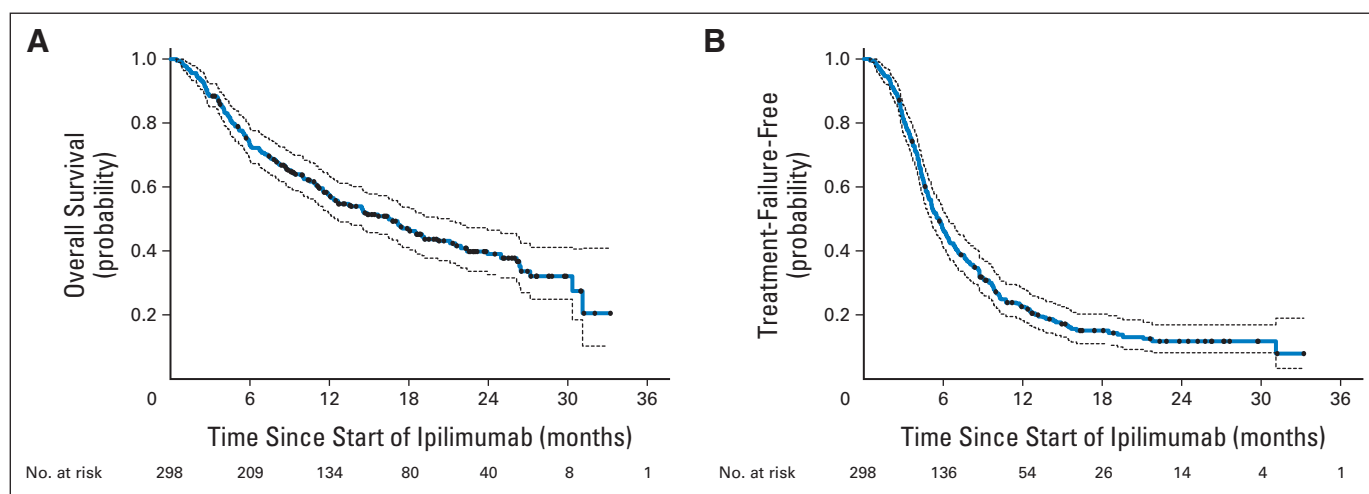 A
Overall Survival
(probability)
1.0
0.8
0.6
0.4
0.2
0
6
12
18
24
30
36
Time Since Start of Ipilimumab (months)
No. at risk 298 209 134 80 40 8 1
B
Treatment-Failure-Free
(probability)
1.0
0.8
0.6
0.4
0.2
0
6
12
18
24
30
36
Time Since Start of Ipilimumab (months)
No. at risk 298 136 54 26 14 4 1